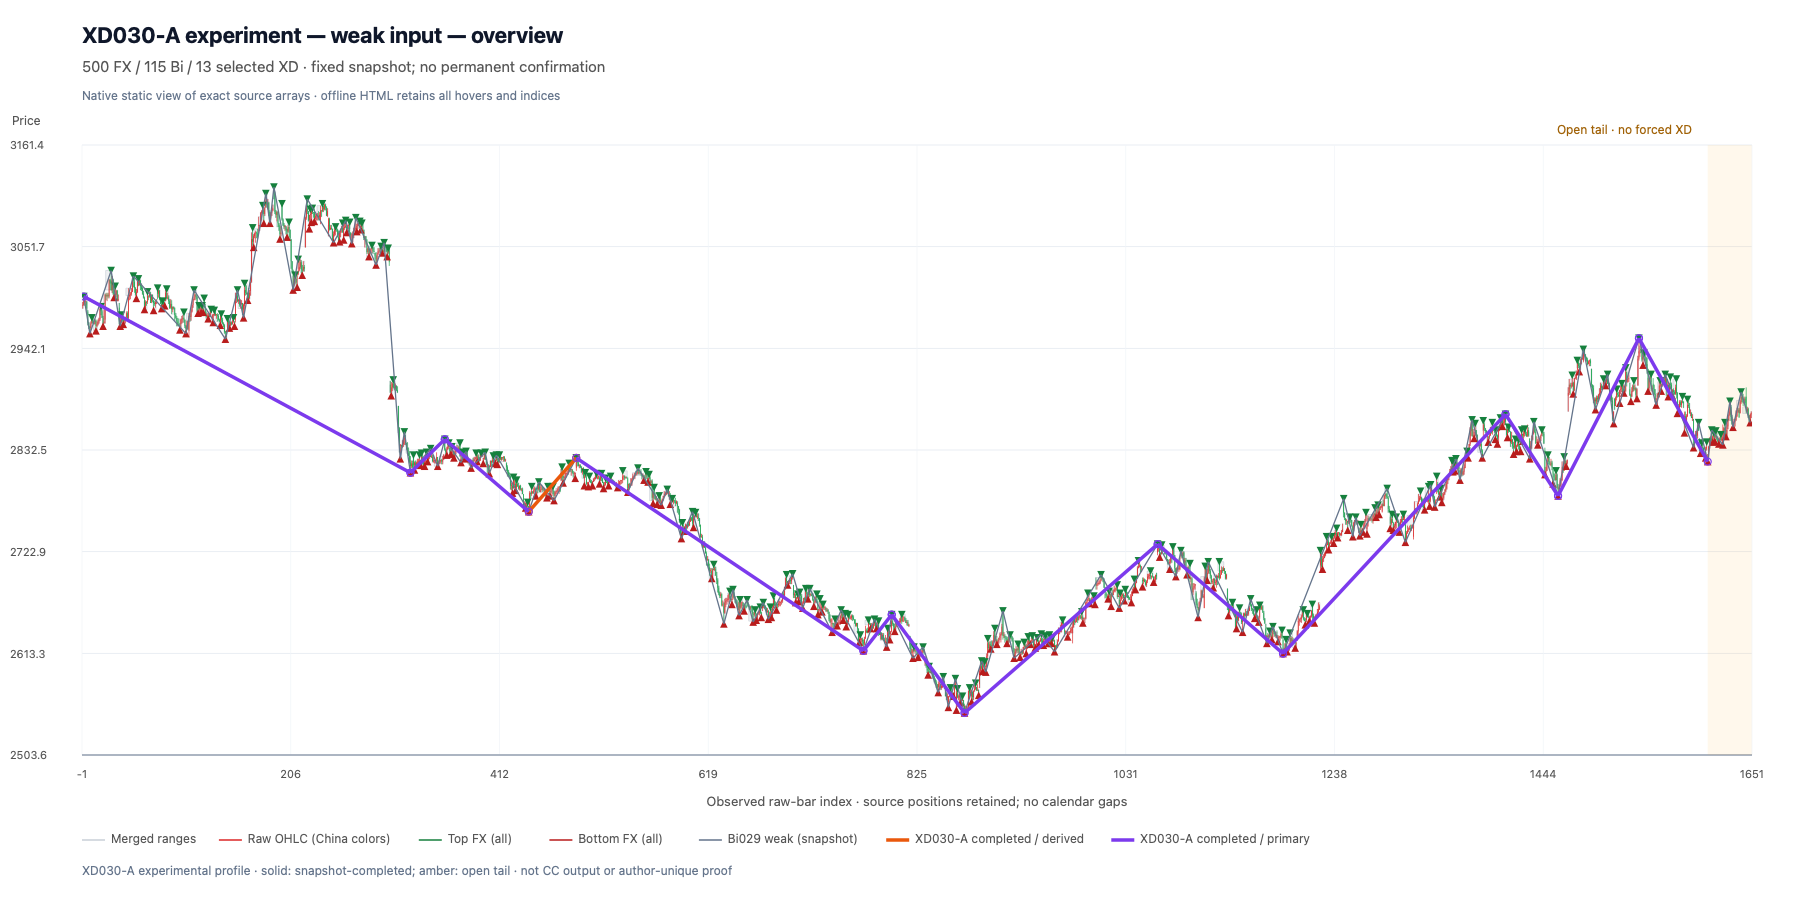 XD030-A experiment — weak input — overview
500 FX / 115 Bi / 13 selected XD · fixed snapshot; no permanent confirmation
Native static view of exact source arrays · offline HTML retains all hovers and indices
Price
Open tail · no forced XD
3161.4
3051.7
2942.1
2832.5
2722.9
2613.3
2503.6
-1 206 412 619 825 1031 1238 1444 1651
Observed raw-bar index · source positions retained; no calendar gaps
Merged ranges Raw OHLC (China colors) Top FX (all) Bottom FX (all) Bi029 weak (snapshot) XD030-A completed / derived XD030-A completed / primary
XD030-A experimental profile · solid: snapshot-completed; amber: open tail · not CC output or author-unique proof